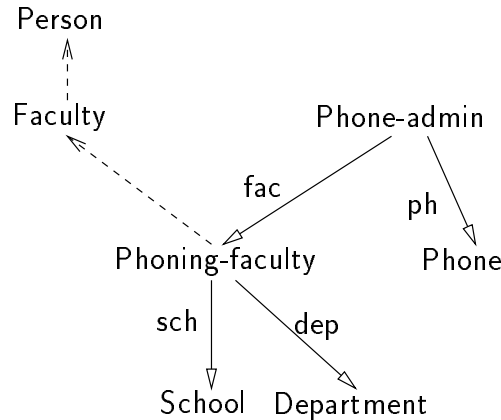 Person
Faculty
Phone-admin
fac
ph
Phoning-faculty
Phone
sch
dep
School
Department